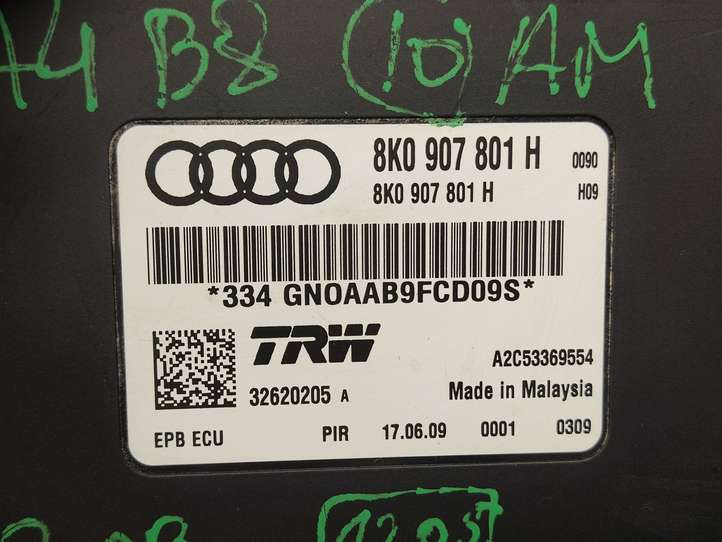 A4 B8 (10) AM
8K0 907 801 H 0090
8K0 907 801 H H09
*334 GN0AAB9FCD09S*
TRW
A2C53369554
32620205 A
Made in Malaysia
EPB ECU PIR 17.06.09 0001 0309